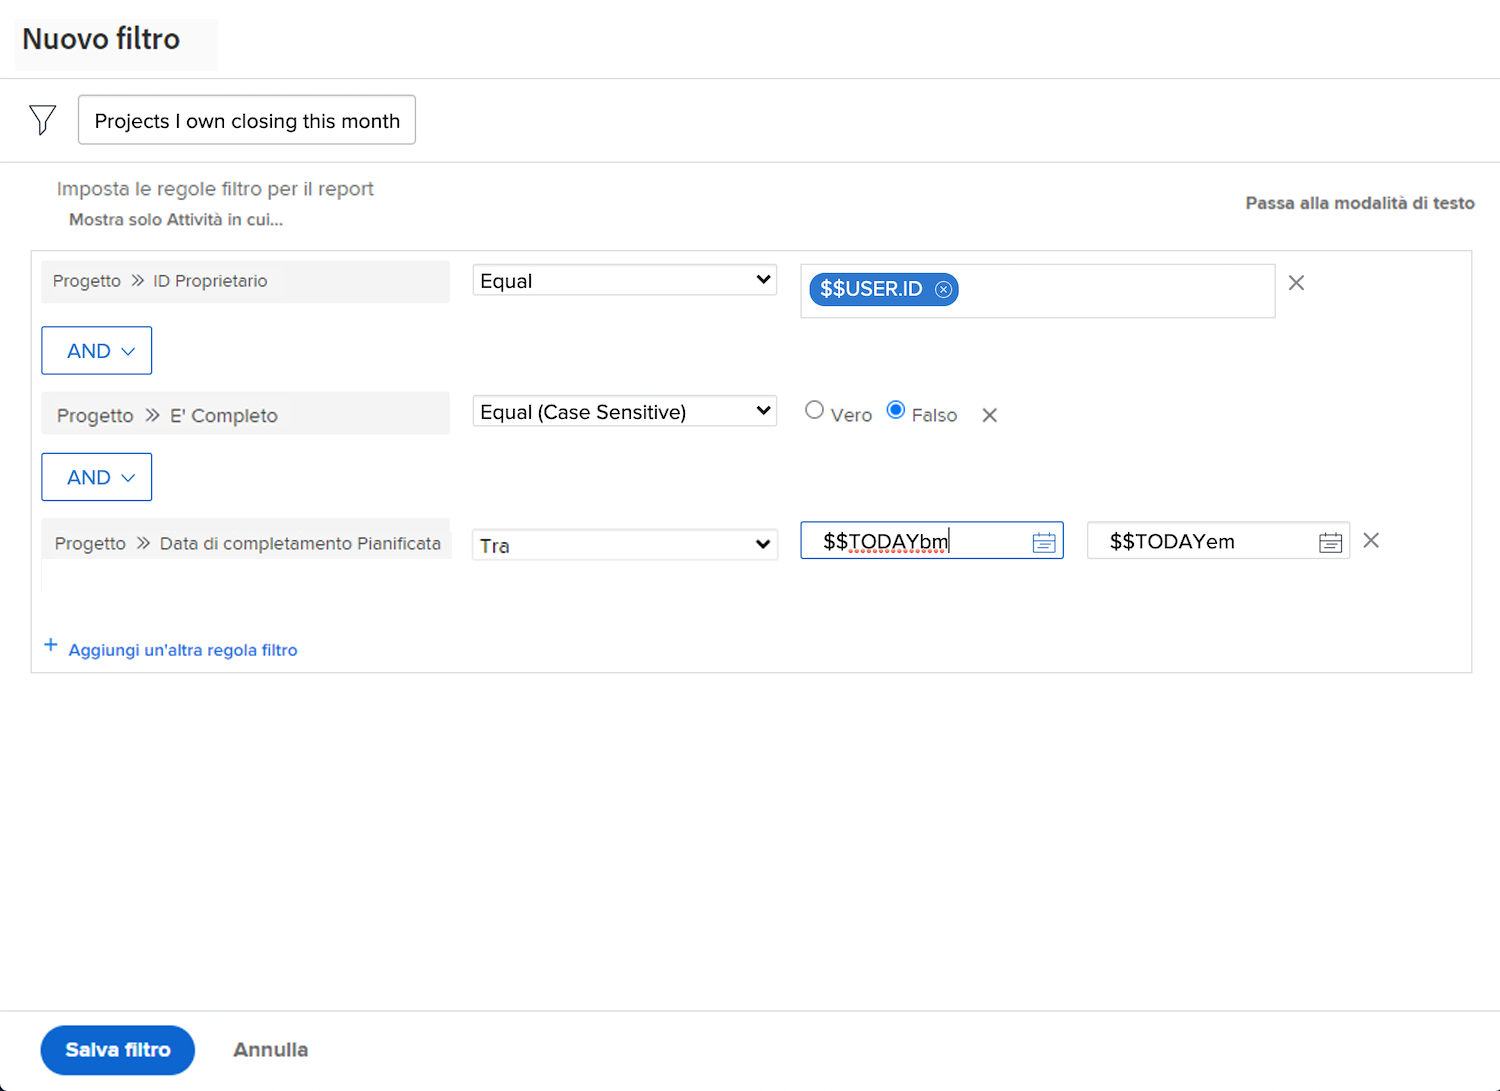 Nuovo filtro
Projects I own closing this month
Imposta le regole filtro per il report
Mostra solo Attività in cui...
Passa alla modalità di testo
Progetto » ID Proprietario Equal $$USER.ID
AND
Progetto » E' Completo Equal (Case Sensitive) Vero Falso
AND
Progetto » Data di completamento Pianificata Tra $$TODAYbm $$TODAYem
+ Aggiungi un'altra regola filtro
Salva filtro Annulla